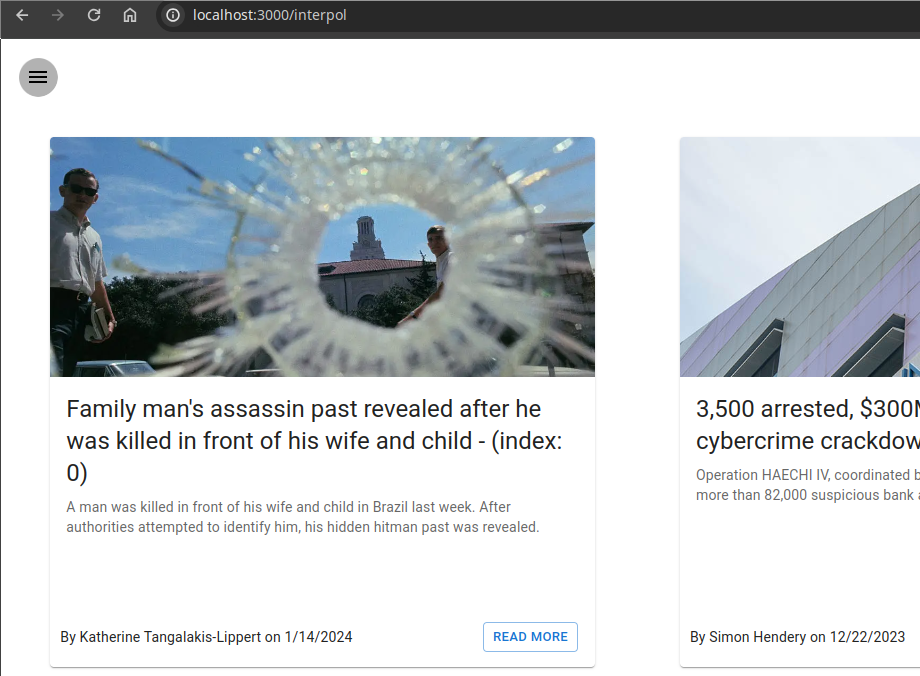 localhost:3000/interpol
Family man's assassin past revealed after he
was killed in front of his wife and child - (index:
0)
A man was killed in front of his wife and child in Brazil last week. After
authorities attempted to identify him, his hidden hitman past was revealed.
By Katherine Tangalakis-Lippert on 1/14/2024
READ MORE
3,500 arrested, $300M
cybercrime crackdow
Operation HAECHI IV, coordinated b
more than 82,000 suspicious bank a
By Simon Hendery on 12/22/2023